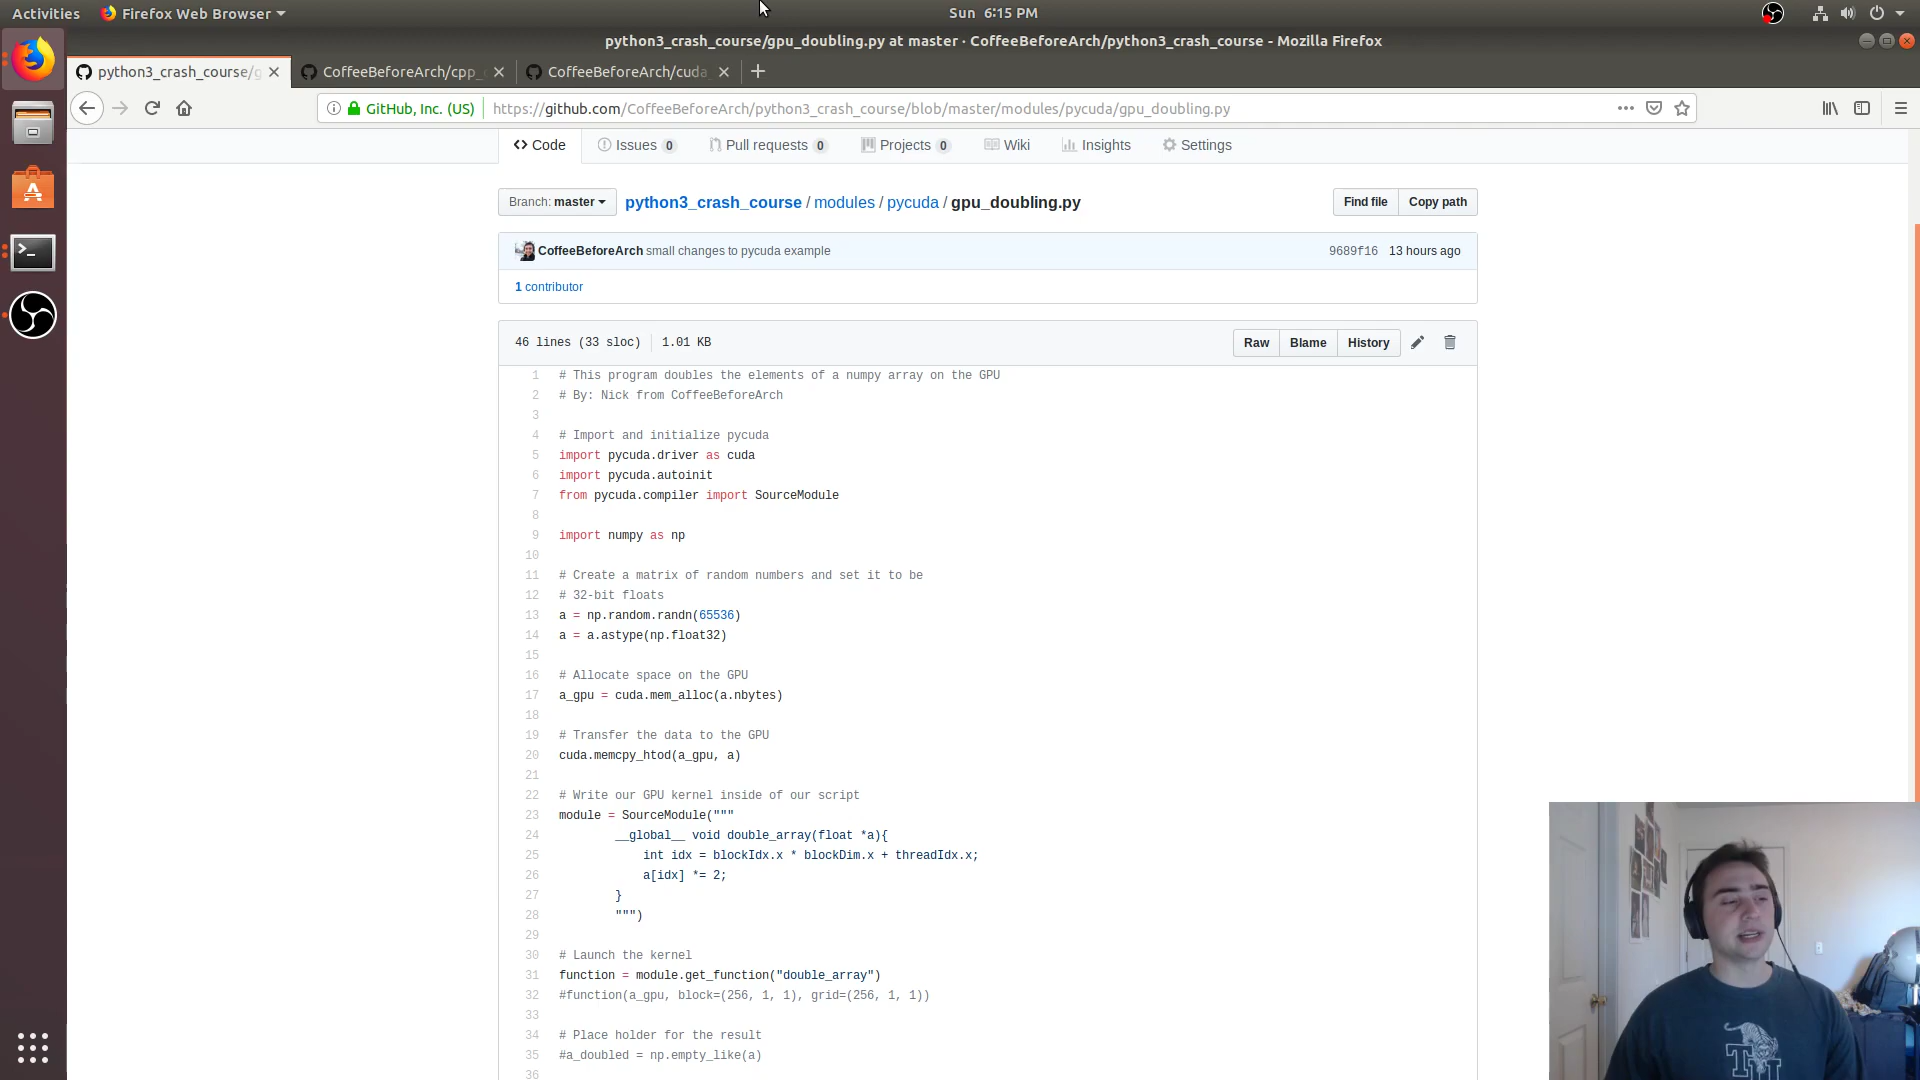 Activities
Firefox Web Browser
Sun 6:15 PM
python3_crash_course/gpu_doubling.py at master · CoffeeBeforeArch/python3_crash_course - Mozilla Firefox
python3_crash_course/g
CoffeeBeforeArch/cpp_
CoffeeBeforeArch/cuda
GitHub, Inc. (US)
https://github.com/CoffeeBeforeArch/python3_crash_course/blob/master/modules/pycuda/gpu_doubling.py
Code
Issues 0
Pull requests 0
Projects 0
Wiki
Insights
Settings
Branch: master
python3_crash_course / modules / pycuda / gpu_doubling.py
Find file
Copy path
CoffeeBeforeArch small changes to pycuda example
9689f16 13 hours ago
1 contributor
46 lines (33 sloc)
1.01 KB
Raw
Blame
History
1 # This program doubles the elements of a numpy array on the GPU
2 # By: Nick from CoffeeBeforeArch
3
4 # Import and initialize pycuda
5 import pycuda.driver as cuda
6 import pycuda.autoinit
7 from pycuda.compiler import SourceModule
8
9 import numpy as np
10
11 # Create a matrix of random numbers and set it to be
12 # 32-bit floats
13 a = np.random.randn(65536)
14 a = a.astype(np.float32)
15
16 # Allocate space on the GPU
17 a_gpu = cuda.mem_alloc(a.nbytes)
18
19 # Transfer the data to the GPU
20 cuda.memcpy_htod(a_gpu, a)
21
22 # Write our GPU kernel inside of our script
23 module = SourceModule("""
24 __global__ void double_array(float *a){
25 int idx = blockIdx.x * blockDim.x + threadIdx.x;
26 a[idx] *= 2;
27 }
28 """)
29
30 # Launch the kernel
31 function = module.get_function("double_array")
32 #function(a_gpu, block=(256, 1, 1), grid=(256, 1, 1))
33
34 # Place holder for the result
35 #a_doubled = np.empty_like(a)
36